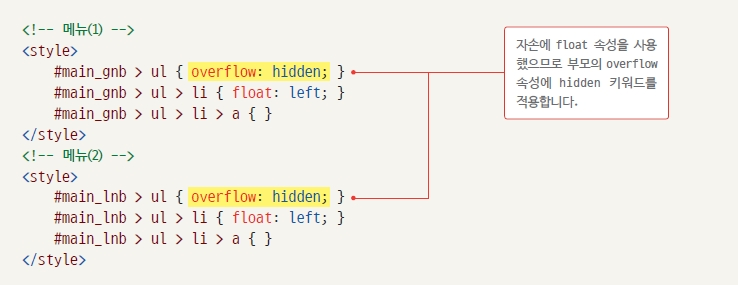 <!-- 메뉴(1) -->
<style>
#main_gnb > ul { overflow: hidden; }
#main_gnb > ul > li { float: left; }
#main_gnb > ul > li > a { }
</style>
<!-- 메뉴(2) -->
<style>
#main_lnb > ul { overflow: hidden; }
#main_lnb > ul > li { float: left; }
#main_lnb > ul > li > a { }
</style>
자손에 float 속성을 사용
했으므로 부모의 overflow
속성에 hidden 키워드를
적용합니다.